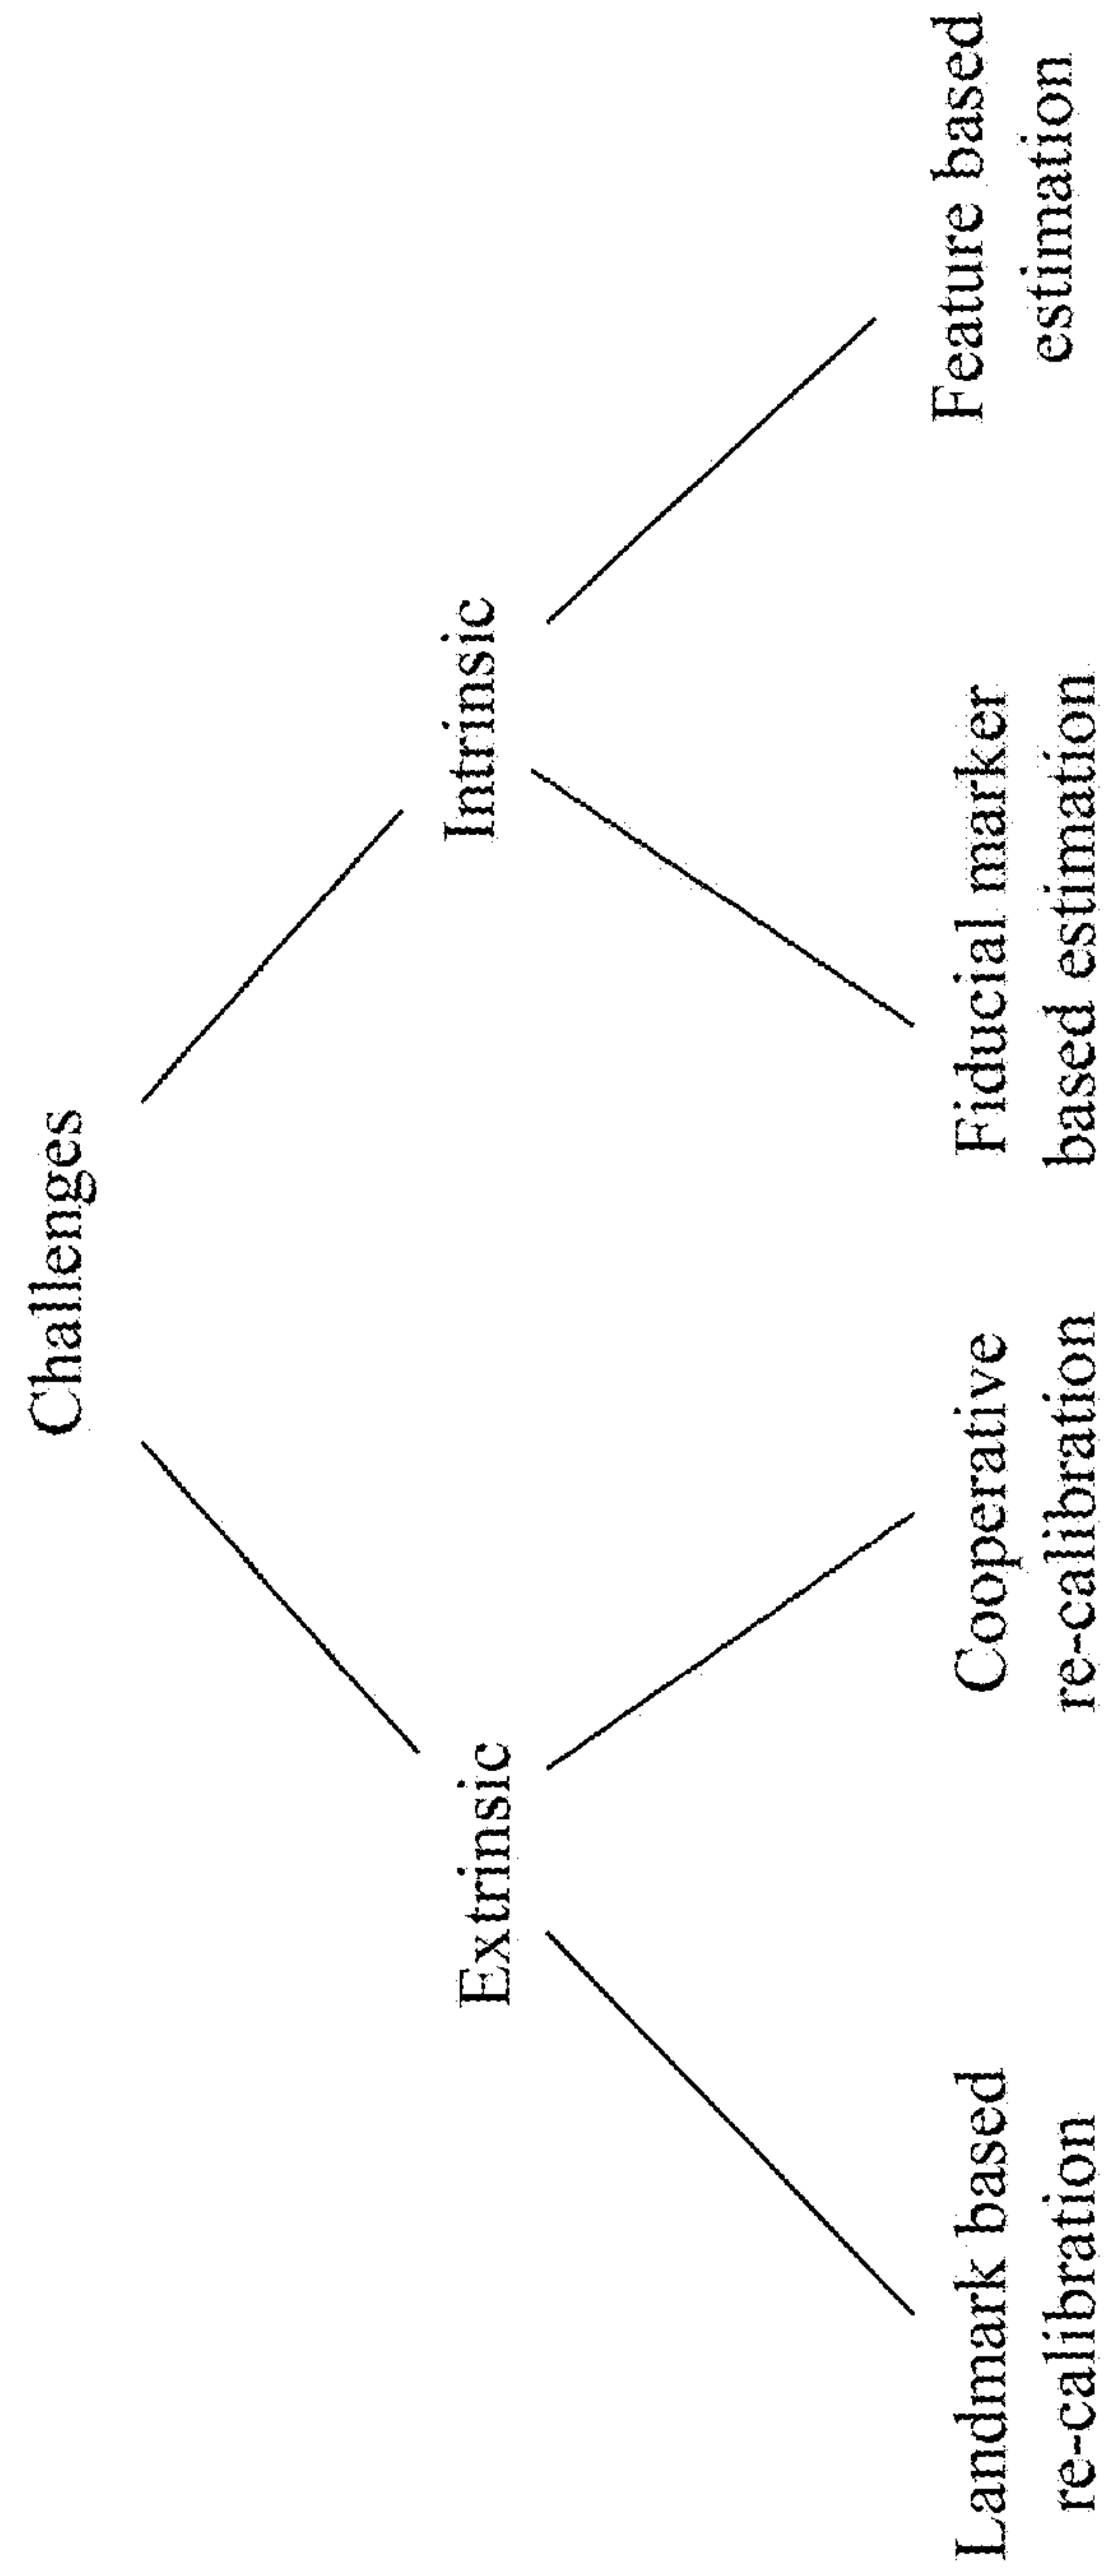 Challenges
Extrinsic
Intrinsic
Landmark based
re-calibration
Cooperative
re-calibration
Fiducial marker
based estimation
Feature based
estimation